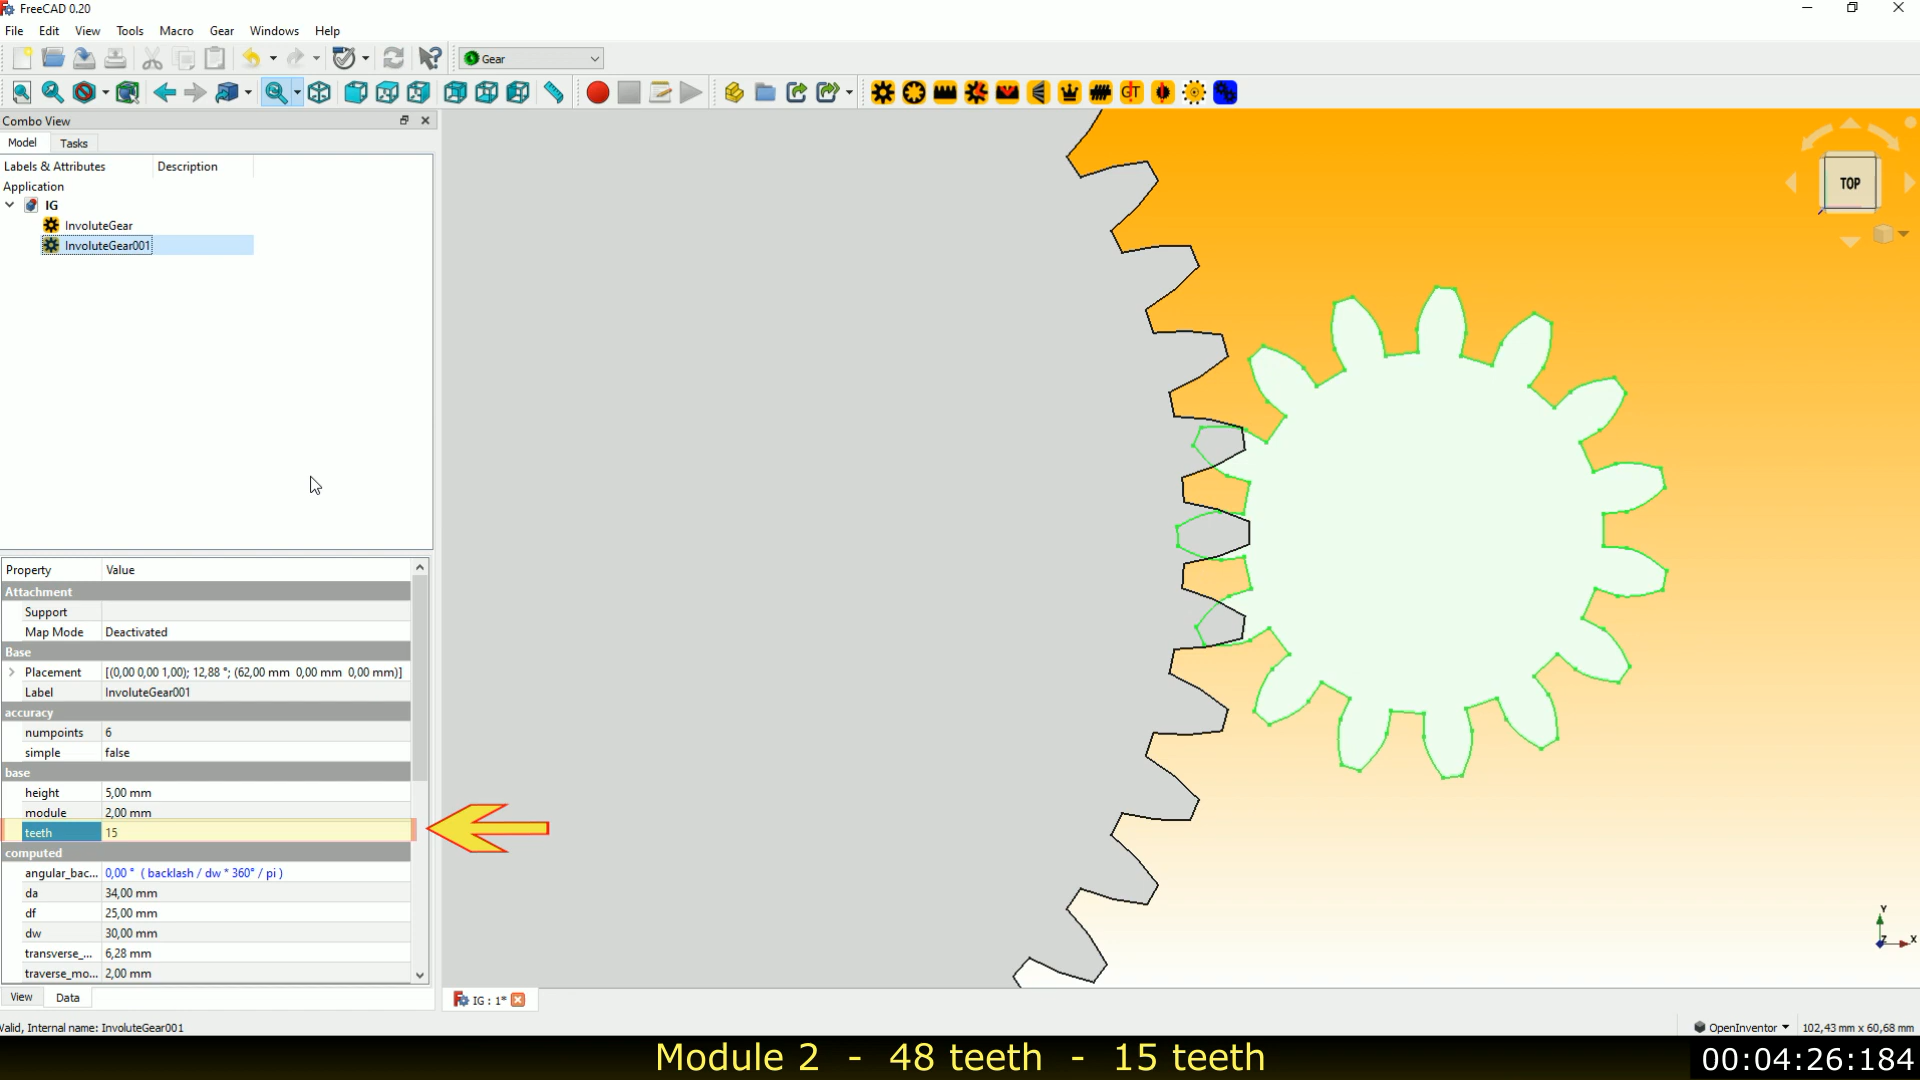 FreeCAD 0.20
File Edit View Tools Macro Gear Windows Help
Gear
GT
Combo View
Model Tasks
Labels & Attributes Description
Application
IG
InvoluteGear
InvoluteGear001
TOP
Property Value
Attachment
Support
Map Mode Deactivated
Base
Placement [(0,00 0,00 1,00); 12,88 °; (62,00 mm 0,00 mm 0,00 mm)]
Label InvoluteGear001
accuracy
numpoints 6
simple false
base
height 5,00 mm
module 2,00 mm
teeth 15
computed
angular_bac... 0,00 ° ( backlash / dw * 360° / pi )
da 34,00 mm
df 25,00 mm
dw 30,00 mm
transverse_... 6,28 mm
traverse_mo... 2,00 mm
Y
Z X
View Data
IG : 1*
Valid, Internal name: InvoluteGear001
OpenInventor 102,43 mm x 60,68 mm
Module 2 - 48 teeth - 15 teeth
00:04:26:184